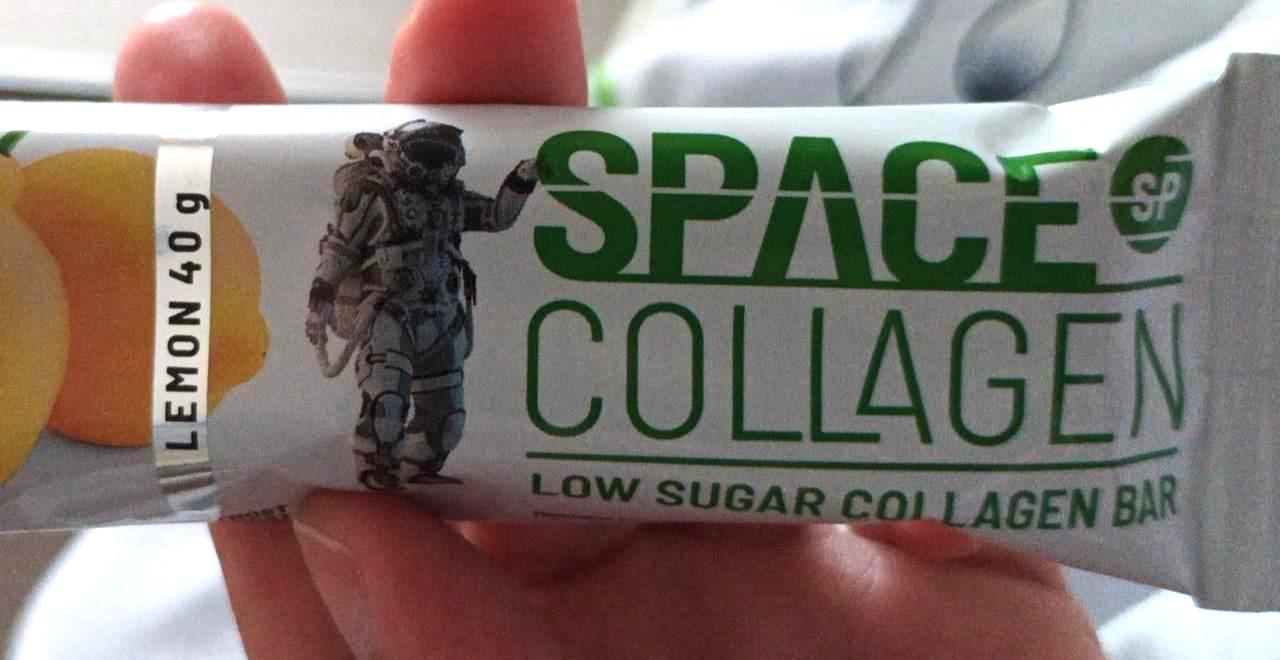 LEMON 40 g
SPACE
SP
COLLAGEN
LOW SUGAR COLLAGEN BAR